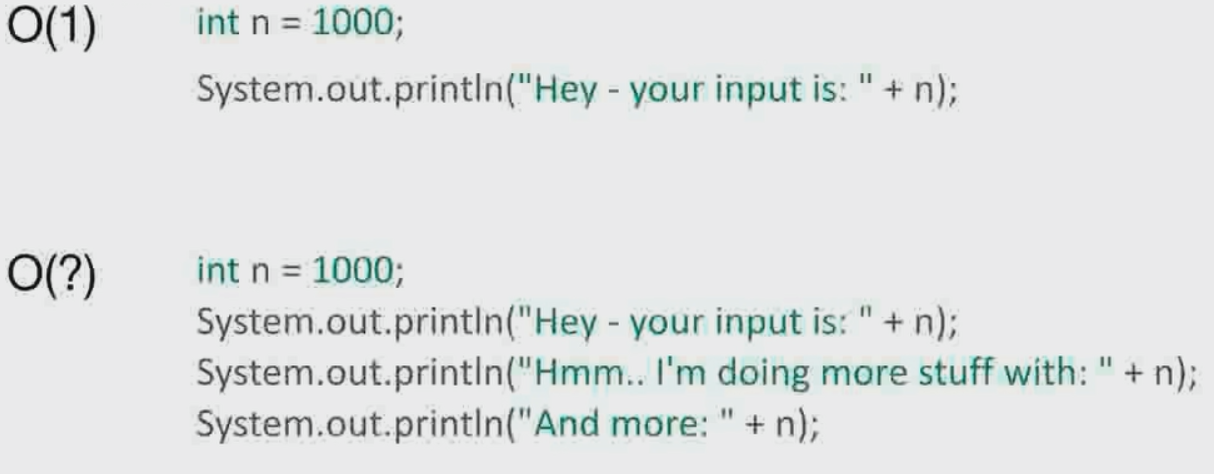 O(1) int n = 1000;
System.out.println("Hey - your input is: " + n);
O(?) int n = 1000;
System.out.println("Hey - your input is: " + n);
System.out.println("Hmm.. I'm doing more stuff with: " + n);
System.out.println("And more: " + n);